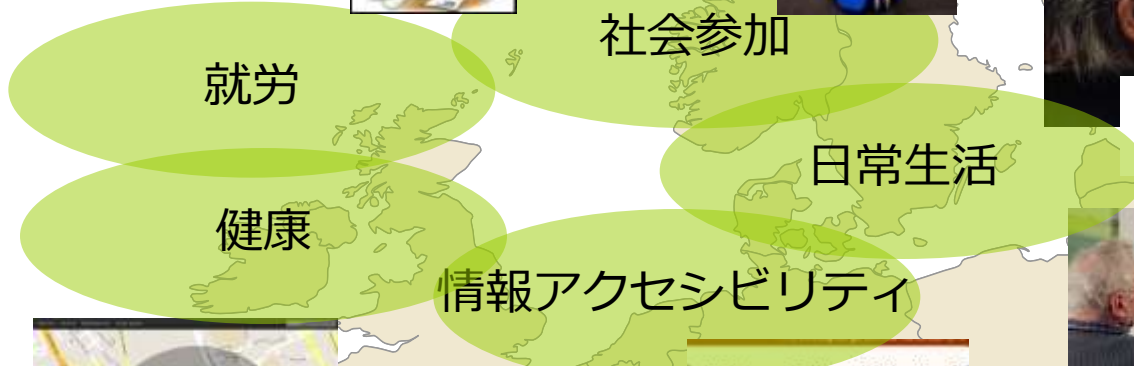 社会参加
就労
日常生活
健康
情報アクセシビリティ